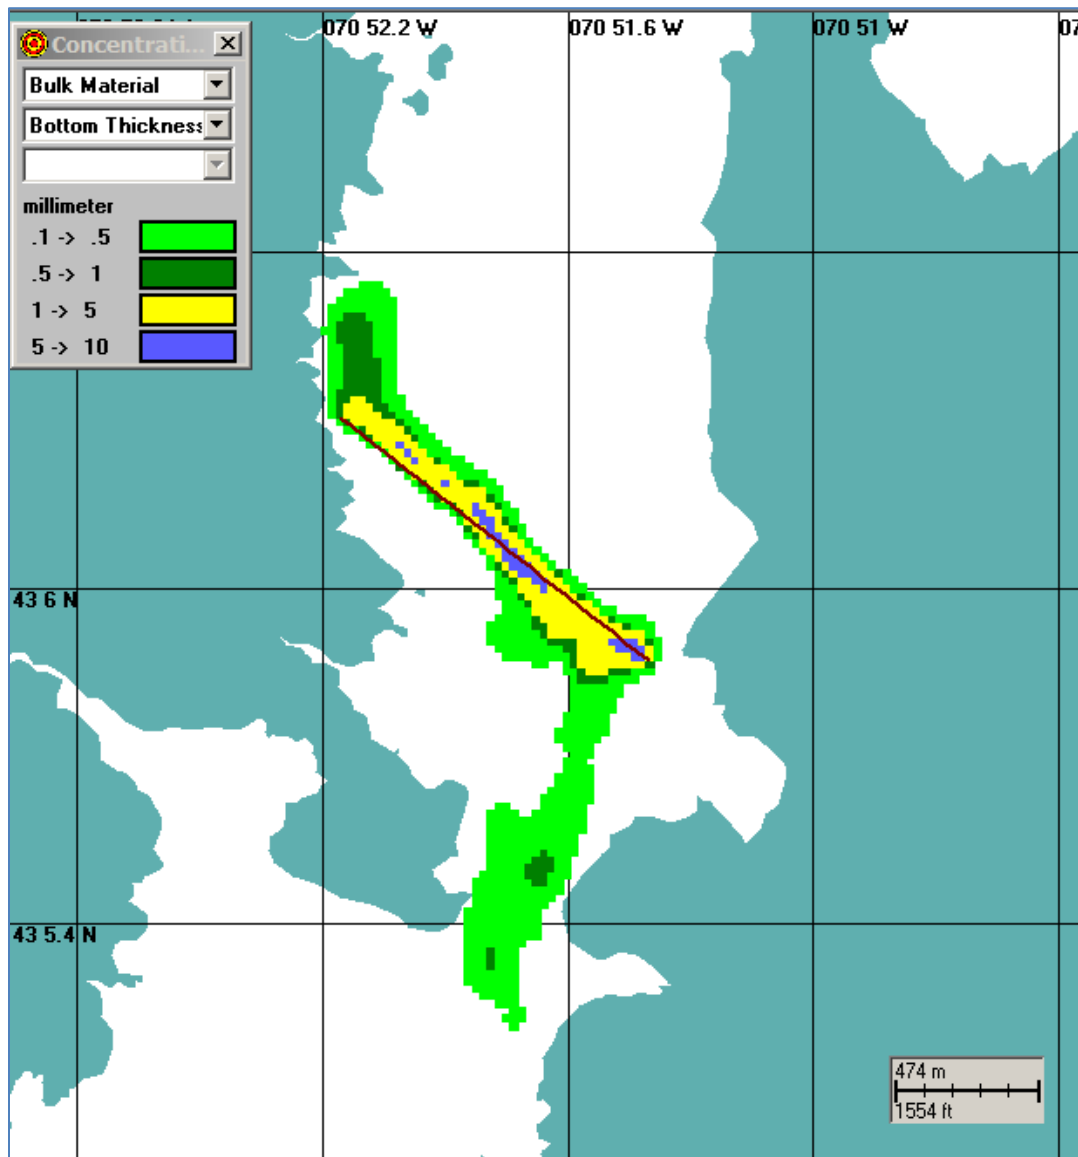 070 52.2 W
070 51.6 W
070 51 W
Concentrati...
Bulk Material
Bottom Thickness
millimeter
.1 -> .5
.5 -> 1
1 -> 5
5 -> 10
43 6 N
43 5.4 N
474 m
1554 ft